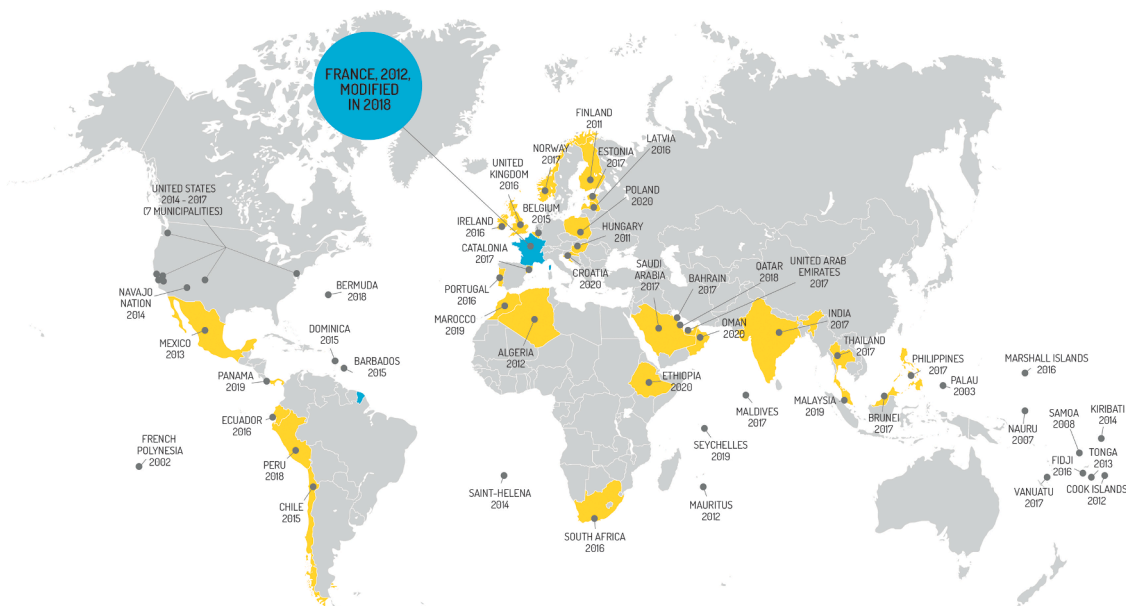 FRANCE, 2012,
MODIFIED
IN 2018
FINLAND
2011
NORWAY
2017
ESTONIA
2017
LATVIA
2016
UNITED
KINGDOM
2016
POLAND
2020
UNITED STATES
2014 - 2017
(7 MUNICIPALITIES)
BELGIUM
2015
IRELAND
2016
HUNGARY
2011
CATALONIA
2017
CROATIA
2020
SAUDI
ARABIA
2017
BAHRAIN
2017
QATAR
2018
UNITED ARAB
EMIRATES
2017
NAVAJO
NATION
2014
BERMUDA
2018
PORTUGAL
2016
MAROCCO
2019
ALGERIA
2012
OMAN
2020
INDIA
2017
MEXICO
2013
DOMINICA
2015
BARBADOS
2015
THAILAND
2017
PHILIPPINES
2017
MARSHALL ISLANDS
2016
PANAMA
2019
ETHIOPIA
2020
PALAU
2003
ECUADOR
2016
MALDIVES
2017
MALAYSIA
2019
BRUNEI
2017
NAURU
2007
SAMOA
2008
KIRIBATI
2014
FRENCH
POLYNESIA
2002
PERU
2018
SEYCHELLES
2019
FIDJI
2016
TONGA
2013
CHILE
2015
SAINT-HELENA
2014
MAURITUS
2012
VANUATU
2017
COOK ISLANDS
2012
SOUTH AFRICA
2016